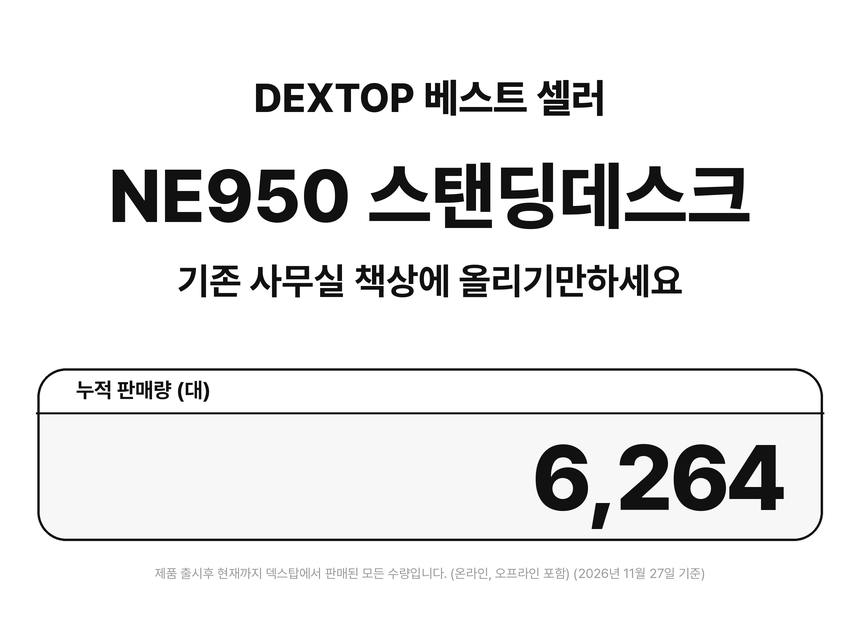 DEXTOP 베스트 셀러
NE950 스탠딩데스크
기존 사무실 책상에 올리기만하세요
누적 판매량 (대)
6,264
제품 출시후 현재까지 덱스탑에서 판매된 모든 수량입니다. (온라인, 오프라인 포함) (2026년 11월 27일 기준)